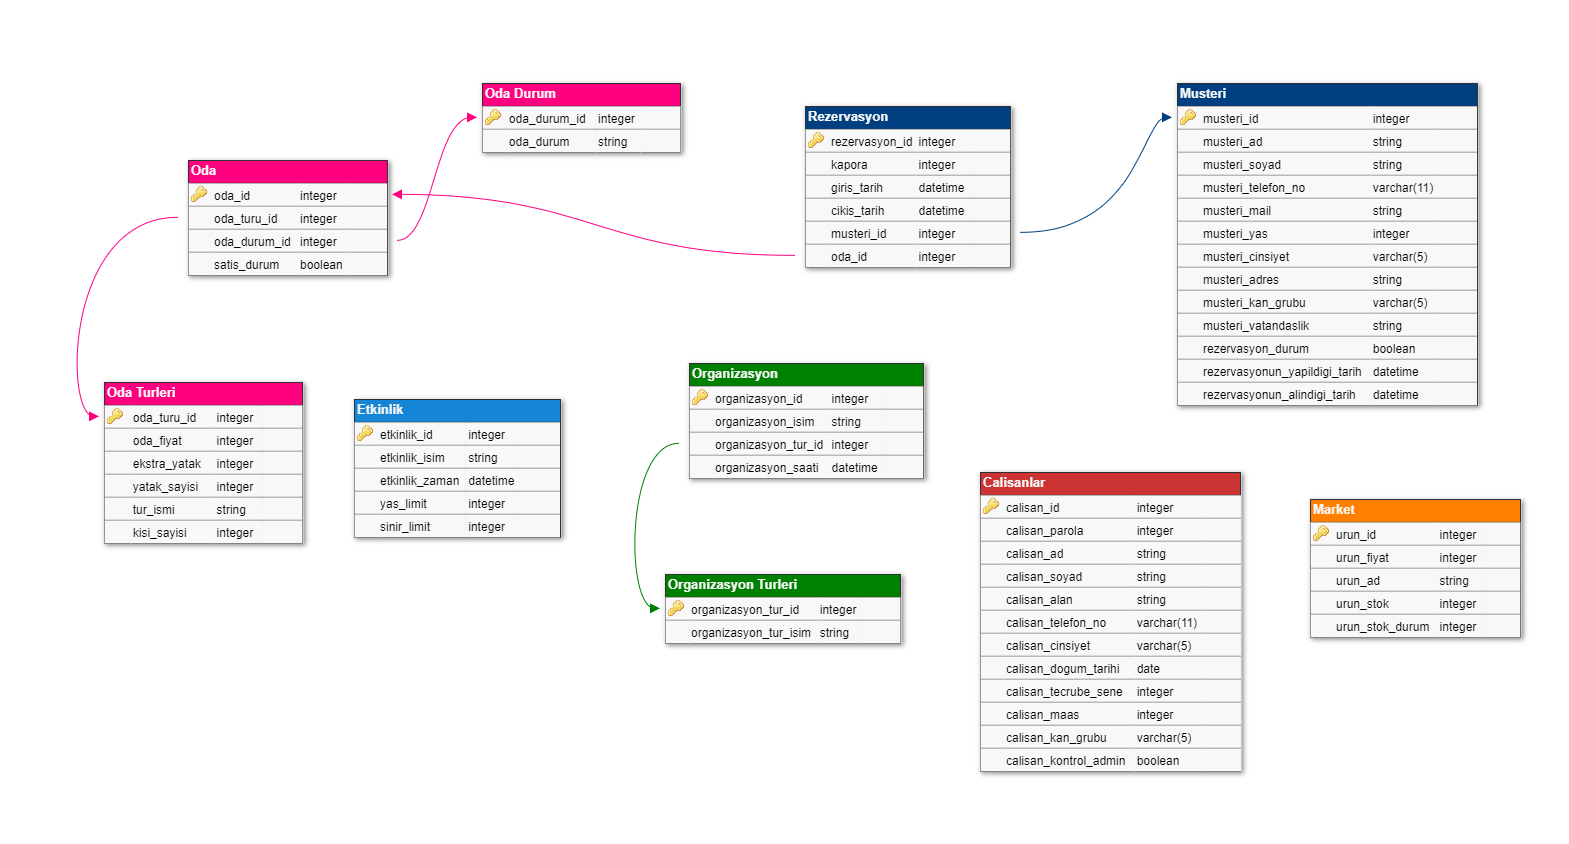 Oda Durum
oda_durum_id integer
oda_durum string
Oda
oda_id integer
oda_turu_id integer
oda_durum_id integer
satis_durum boolean
Rezervasyon
rezervasyon_id integer
kapora integer
giris_tarih datetime
cikis_tarih datetime
musteri_id integer
oda_id integer
Musteri
musteri_id integer
musteri_ad string
musteri_soyad string
musteri_telefon_no varchar(11)
musteri_mail string
musteri_yas integer
musteri_cinsiyet varchar(5)
musteri_adres string
musteri_kan_grubu varchar(5)
musteri_vatandaslik string
rezervasyon_durum boolean
rezervasyonun_yapildigi_tarih datetime
rezervasyonun_alindigi_tarih datetime
Oda Turleri
oda_turu_id integer
oda_fiyat integer
ekstra_yatak integer
yatak_sayisi integer
tur_ismi string
kisi_sayisi integer
Etkinlik
etkinlik_id integer
etkinlik_isim string
etkinlik_zaman datetime
yas_limit integer
sinir_limit integer
Organizasyon
organizasyon_id integer
organizasyon_isim string
organizasyon_tur_id integer
organizasyon_saati datetime
Organizasyon Turleri
organizasyon_tur_id integer
organizasyon_tur_isim string
Calisanlar
calisan_id integer
calisan_parola integer
calisan_ad string
calisan_soyad string
calisan_alan string
calisan_telefon_no varchar(11)
calisan_cinsiyet varchar(5)
calisan_dogum_tarihi date
calisan_tecrube_sene integer
calisan_maas integer
calisan_kan_grubu varchar(5)
calisan_kontrol_admin boolean
Market
urun_id integer
urun_fiyat integer
urun_ad string
urun_stok integer
urun_stok_durum integer